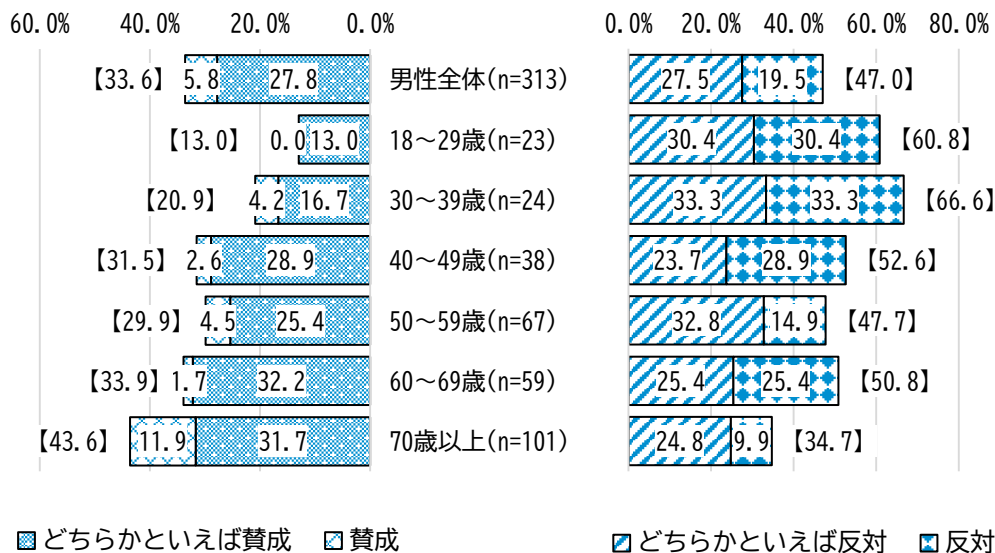 60.0% 40.0% 20.0% 0.0% 0.0% 20.0% 40.0% 60.0% 80.0%
【33.6】 5.8 27.8 男性全体(n=313) 27.5 19.5 【47.0】
【13.0】 0.0 13.0 18～29歳(n=23) 30.4 30.4 【60.8】
【20.9】 4.2 16.7 30～39歳(n=24) 33.3 33.3 【66.6】
【31.5】 2.6 28.9 40～49歳(n=38) 23.7 28.9 【52.6】
【29.9】 4.5 25.4 50～59歳(n=67) 32.8 14.9 【47.7】
【33.9】 1.7 32.2 60～69歳(n=59) 25.4 25.4 【50.8】
【43.6】 11.9 31.7 70歳以上(n=101) 24.8 9.9 【34.7】
どちらかといえば賛成 賛成 どちらかといえば反対 反対